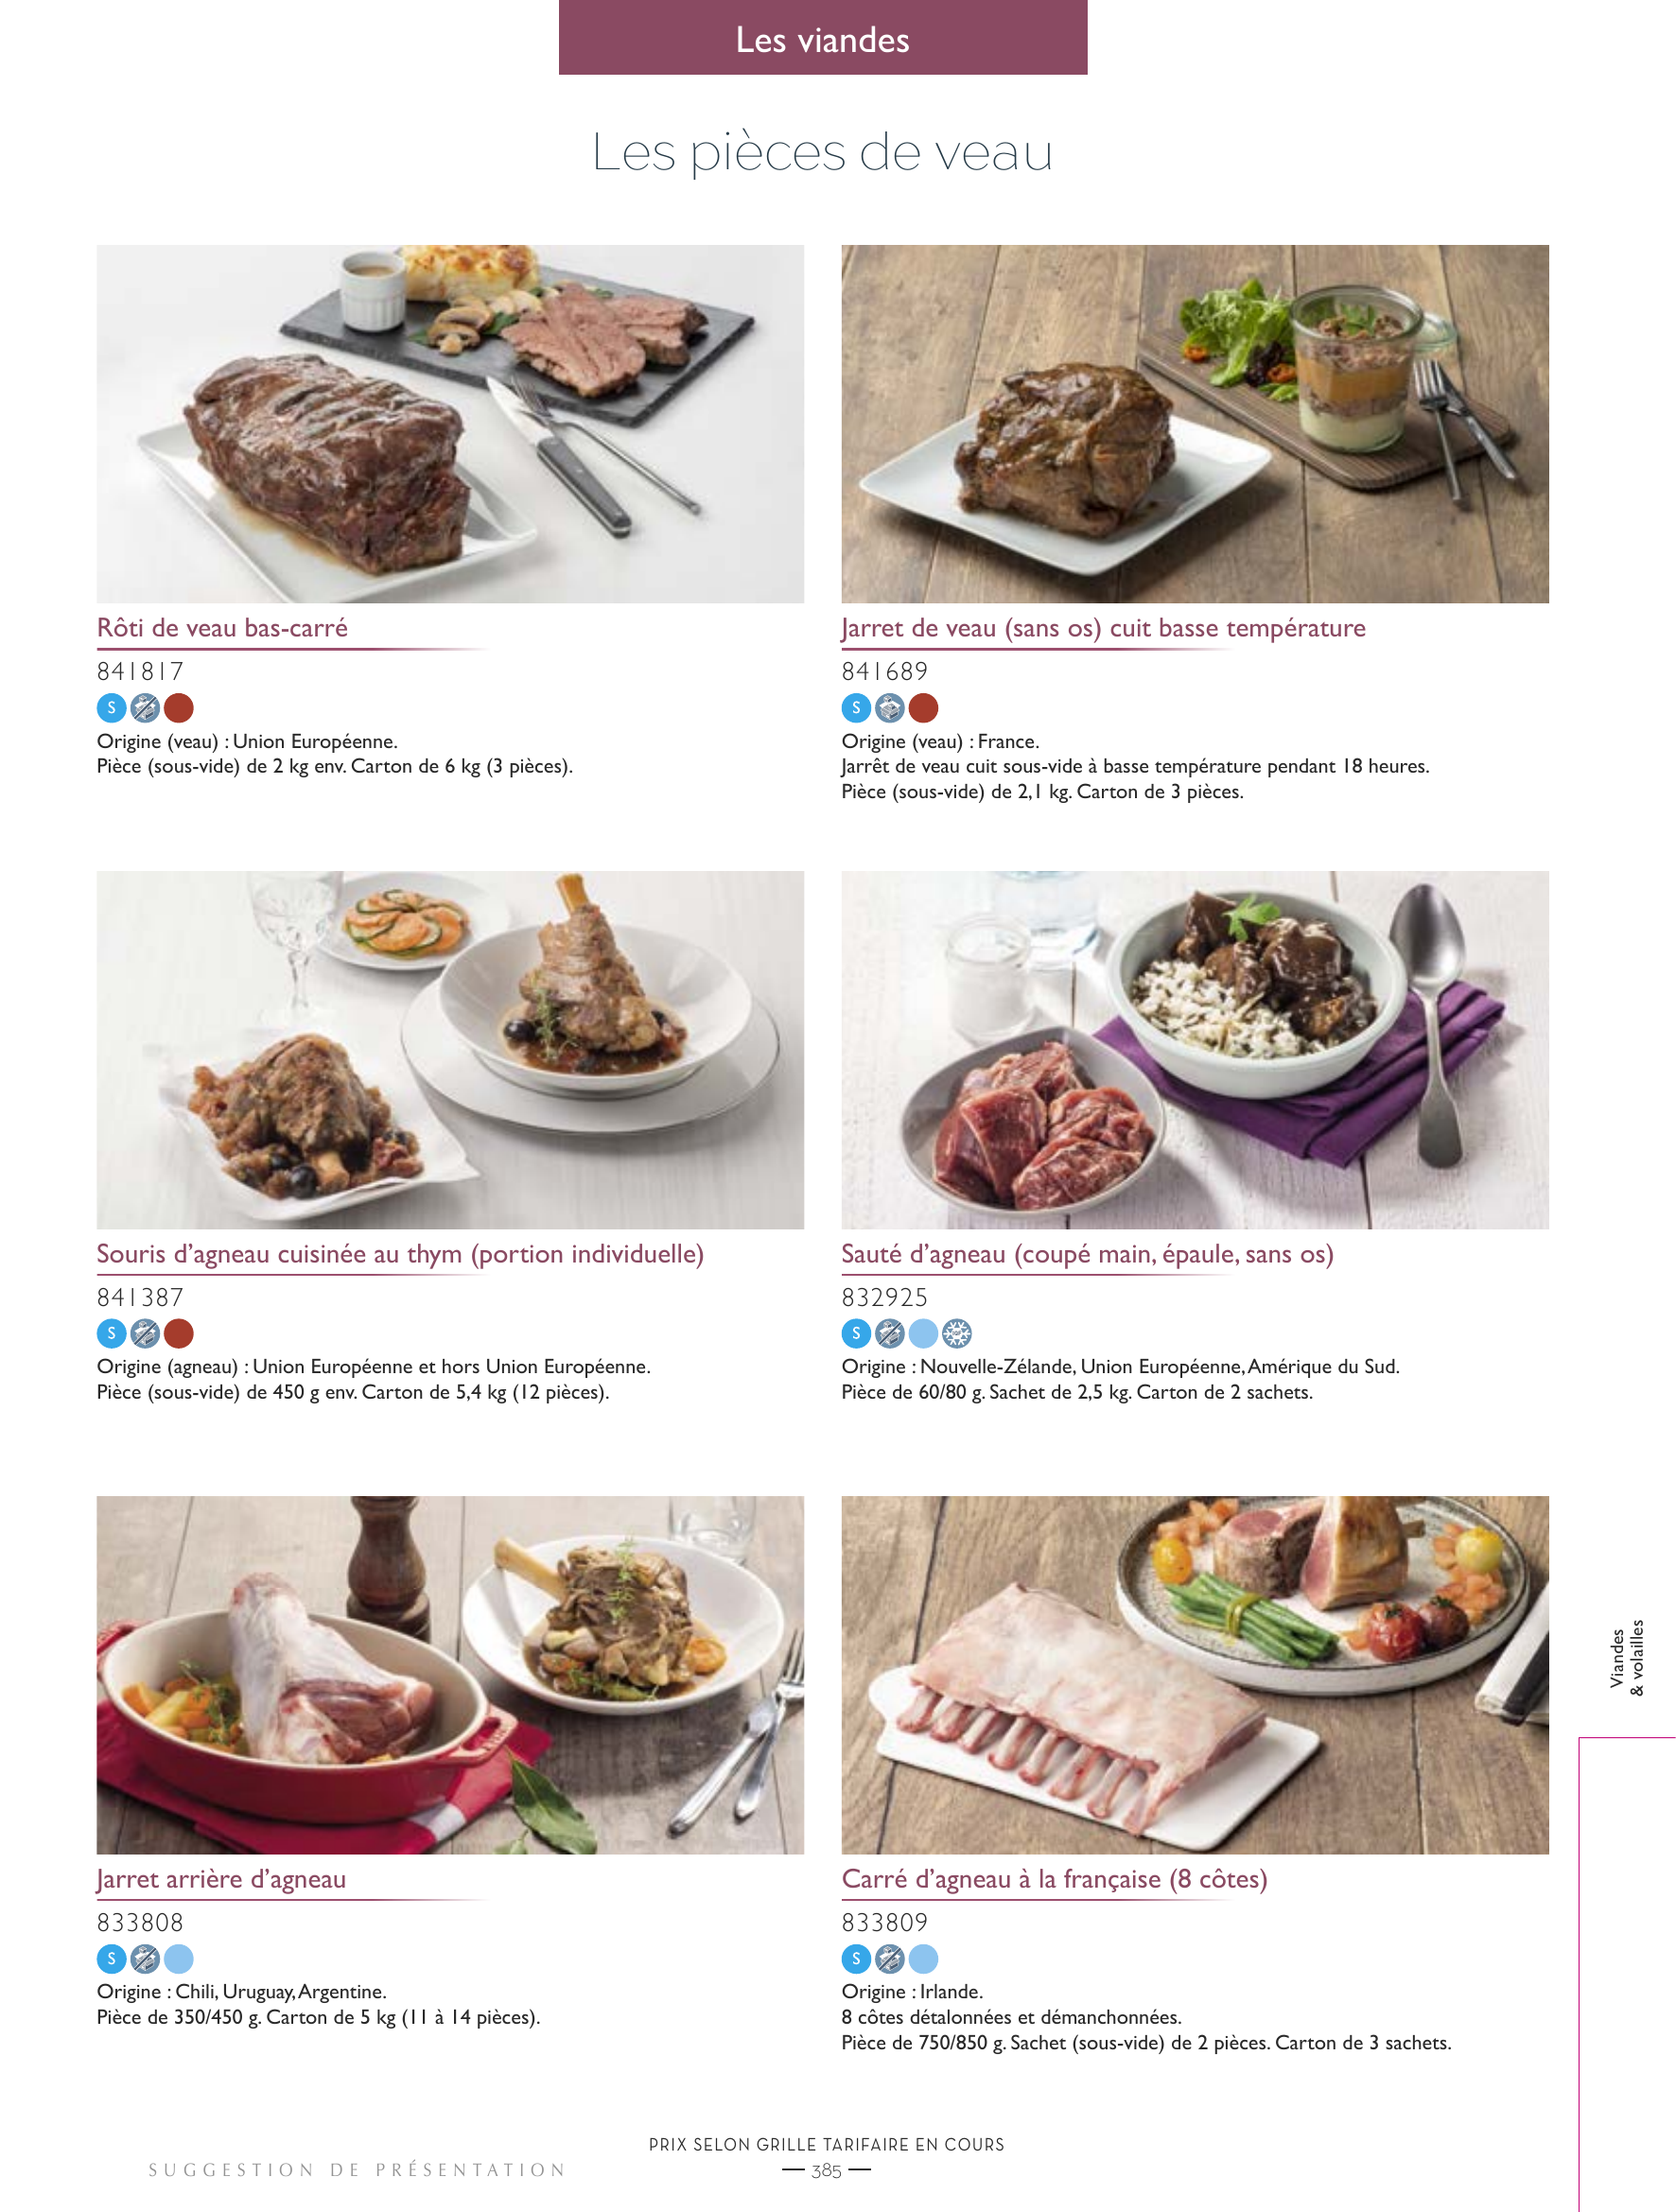 Les viandes
Les pièces de veau
Rôti de veau bas-carré
841817
S
Origine (veau) : Union Européenne.
Pièce (sous-vide) de 2 kg env. Carton de 6 kg (3 pièces).
Jarret de veau (sans os) cuit basse température
841689
S
Origine (veau) : France.
Jarrêt de veau cuit sous-vide à basse température pendant 18 heures.
Pièce (sous-vide) de 2,1 kg. Carton de 3 pièces.
Souris d’agneau cuisinée au thym (portion individuelle)
841387
S
Origine (agneau) : Union Européenne et hors Union Européenne.
Pièce (sous-vide) de 450 g env. Carton de 5,4 kg (12 pièces).
Sauté d’agneau (coupé main, épaule, sans os)
832925
S
Origine : Nouvelle-Zélande, Union Européenne, Amérique du Sud.
Pièce de 60/80 g. Sachet de 2,5 kg. Carton de 2 sachets.
Jarret arrière d’agneau
833808
S
Origine : Chili, Uruguay, Argentine.
Pièce de 350/450 g. Carton de 5 kg (11 à 14 pièces).
Carré d’agneau à la française (8 côtes)
833809
S
Origine : Irlande.
8 côtes détalonnées et démanchonnées.
Pièce de 750/850 g. Sachet (sous-vide) de 2 pièces. Carton de 3 sachets.
Viandes
& volailles
PRIX SELON GRILLE TARIFAIRE EN COURS
SUGGESTION DE PRÉSENTATION
385